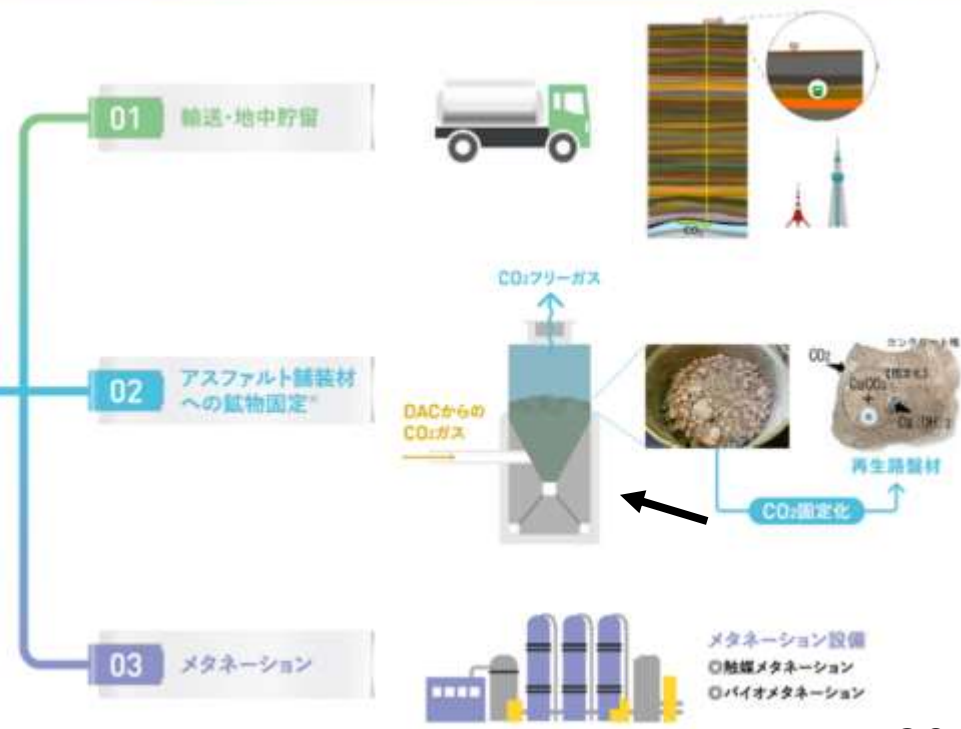 01
輸送・地中貯留
CO₂
CO₂フリーガス
02
アスファルト舗装材
への鉱物固定※
DACからの
CO₂ガス
CO₂
CaCO₃
+
再生路盤材
CO₂固定化
03
メタネーション
メタネーション設備
◎触媒メタネーション
◎バイオメタネーション